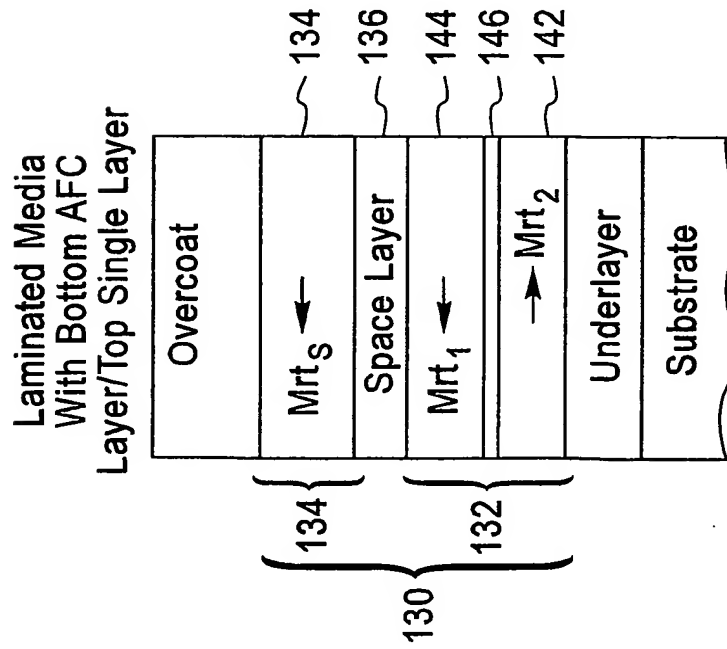 Laminated Media
With Bottom AFC
Layer/Top Single Layer
Overcoat
Mrt_S
134
134
Space Layer
136
Mrt_1
144
146
Mrt_2
142
132
130
Underlayer
Substrate